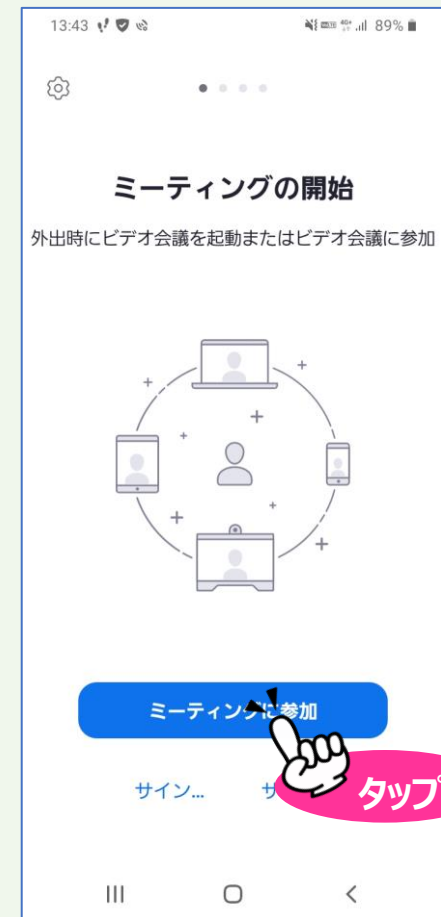 13:43 89%
ミーティングの開始
外出時にビデオ会議を起動またはビデオ会議に参加
ミーティングに参加
サイン... サ
タップ